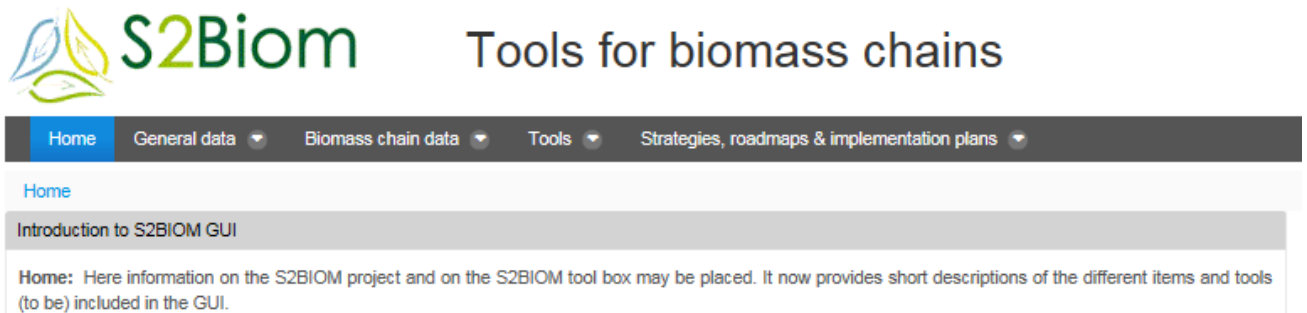 S2Biom Tools for biomass chains
Home General data Biomass chain data Tools Strategies, roadmaps & implementation plans
Home
Introduction to S2BIOM GUI
Home: Here information on the S2BIOM project and on the S2BIOM tool box may be placed. It now provides short descriptions of the different items and tools
(to be) included in the GUI.